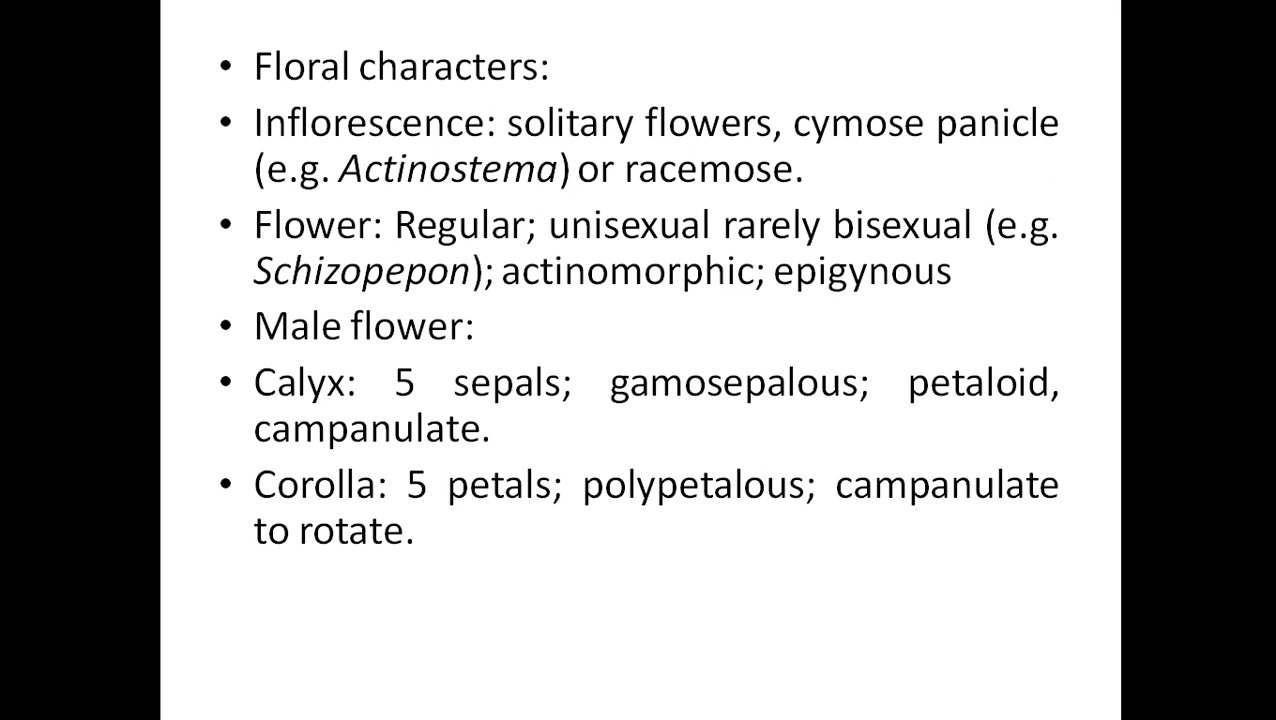 • Floral characters:
• Inflorescence: solitary flowers, cymose panicle
(e.g. Actinostema) or racemose.
• Flower: Regular; unisexual rarely bisexual (e.g.
Schizopepon); actinomorphic; epigynous
• Male flower:
• Calyx: 5 sepals; gamosepalous; petaloid,
campanulate.
• Corolla: 5 petals; polypetalous; campanulate
to rotate.